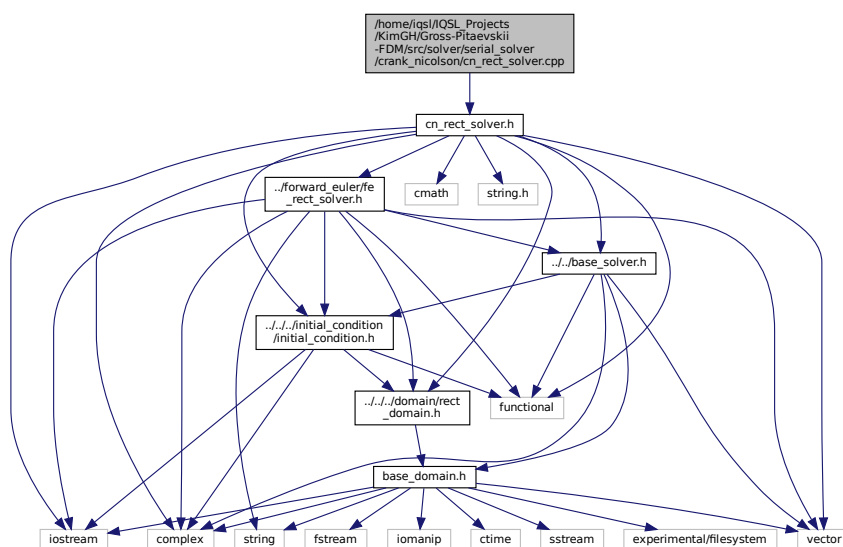 /home/iqsl/IQSL_Projects
/KimGH/Gross-Pitaevskii
-FDM/src/solver/serial_solver
/crank_nicolson/cn_rect_solver.cpp
cn_rect_solver.h
../forward_euler/fe
_rect_solver.h
cmath
string.h
../../base_solver.h
../../../initial_condition
/initial_condition.h
../../../domain/rect
_domain.h
functional
base_domain.h
iostream
complex
string
fstream
iomanip
ctime
sstream
experimental/filesystem
vector